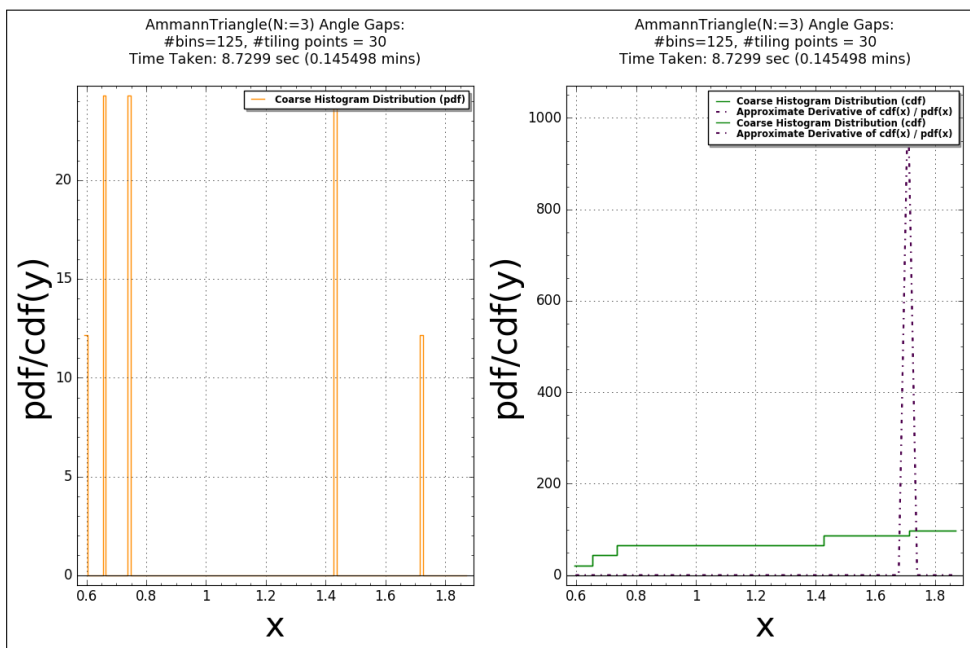 AmmannTriangle(N:=3) Angle Gaps:
#bins=125, #tiling points = 30
Time Taken: 8.7299 sec (0.145498 mins)
Coarse Histogram Distribution (pdf)
pdf/cdf(y)
20
15
10
5
0
0.6
0.8
1
1.2
1.4
1.6
1.8
x
AmmannTriangle(N:=3) Angle Gaps:
#bins=125, #tiling points = 30
Time Taken: 8.7299 sec (0.145498 mins)
Coarse Histogram Distribution (cdf)
Approximate Derivative of cdf(x) / pdf(x)
Coarse Histogram Distribution (cdf)
Approximate Derivative of cdf(x) / pdf(x)
pdf/cdf(y)
1000
800
600
400
200
0
0.6
0.8
1
1.2
1.4
1.6
1.8
x